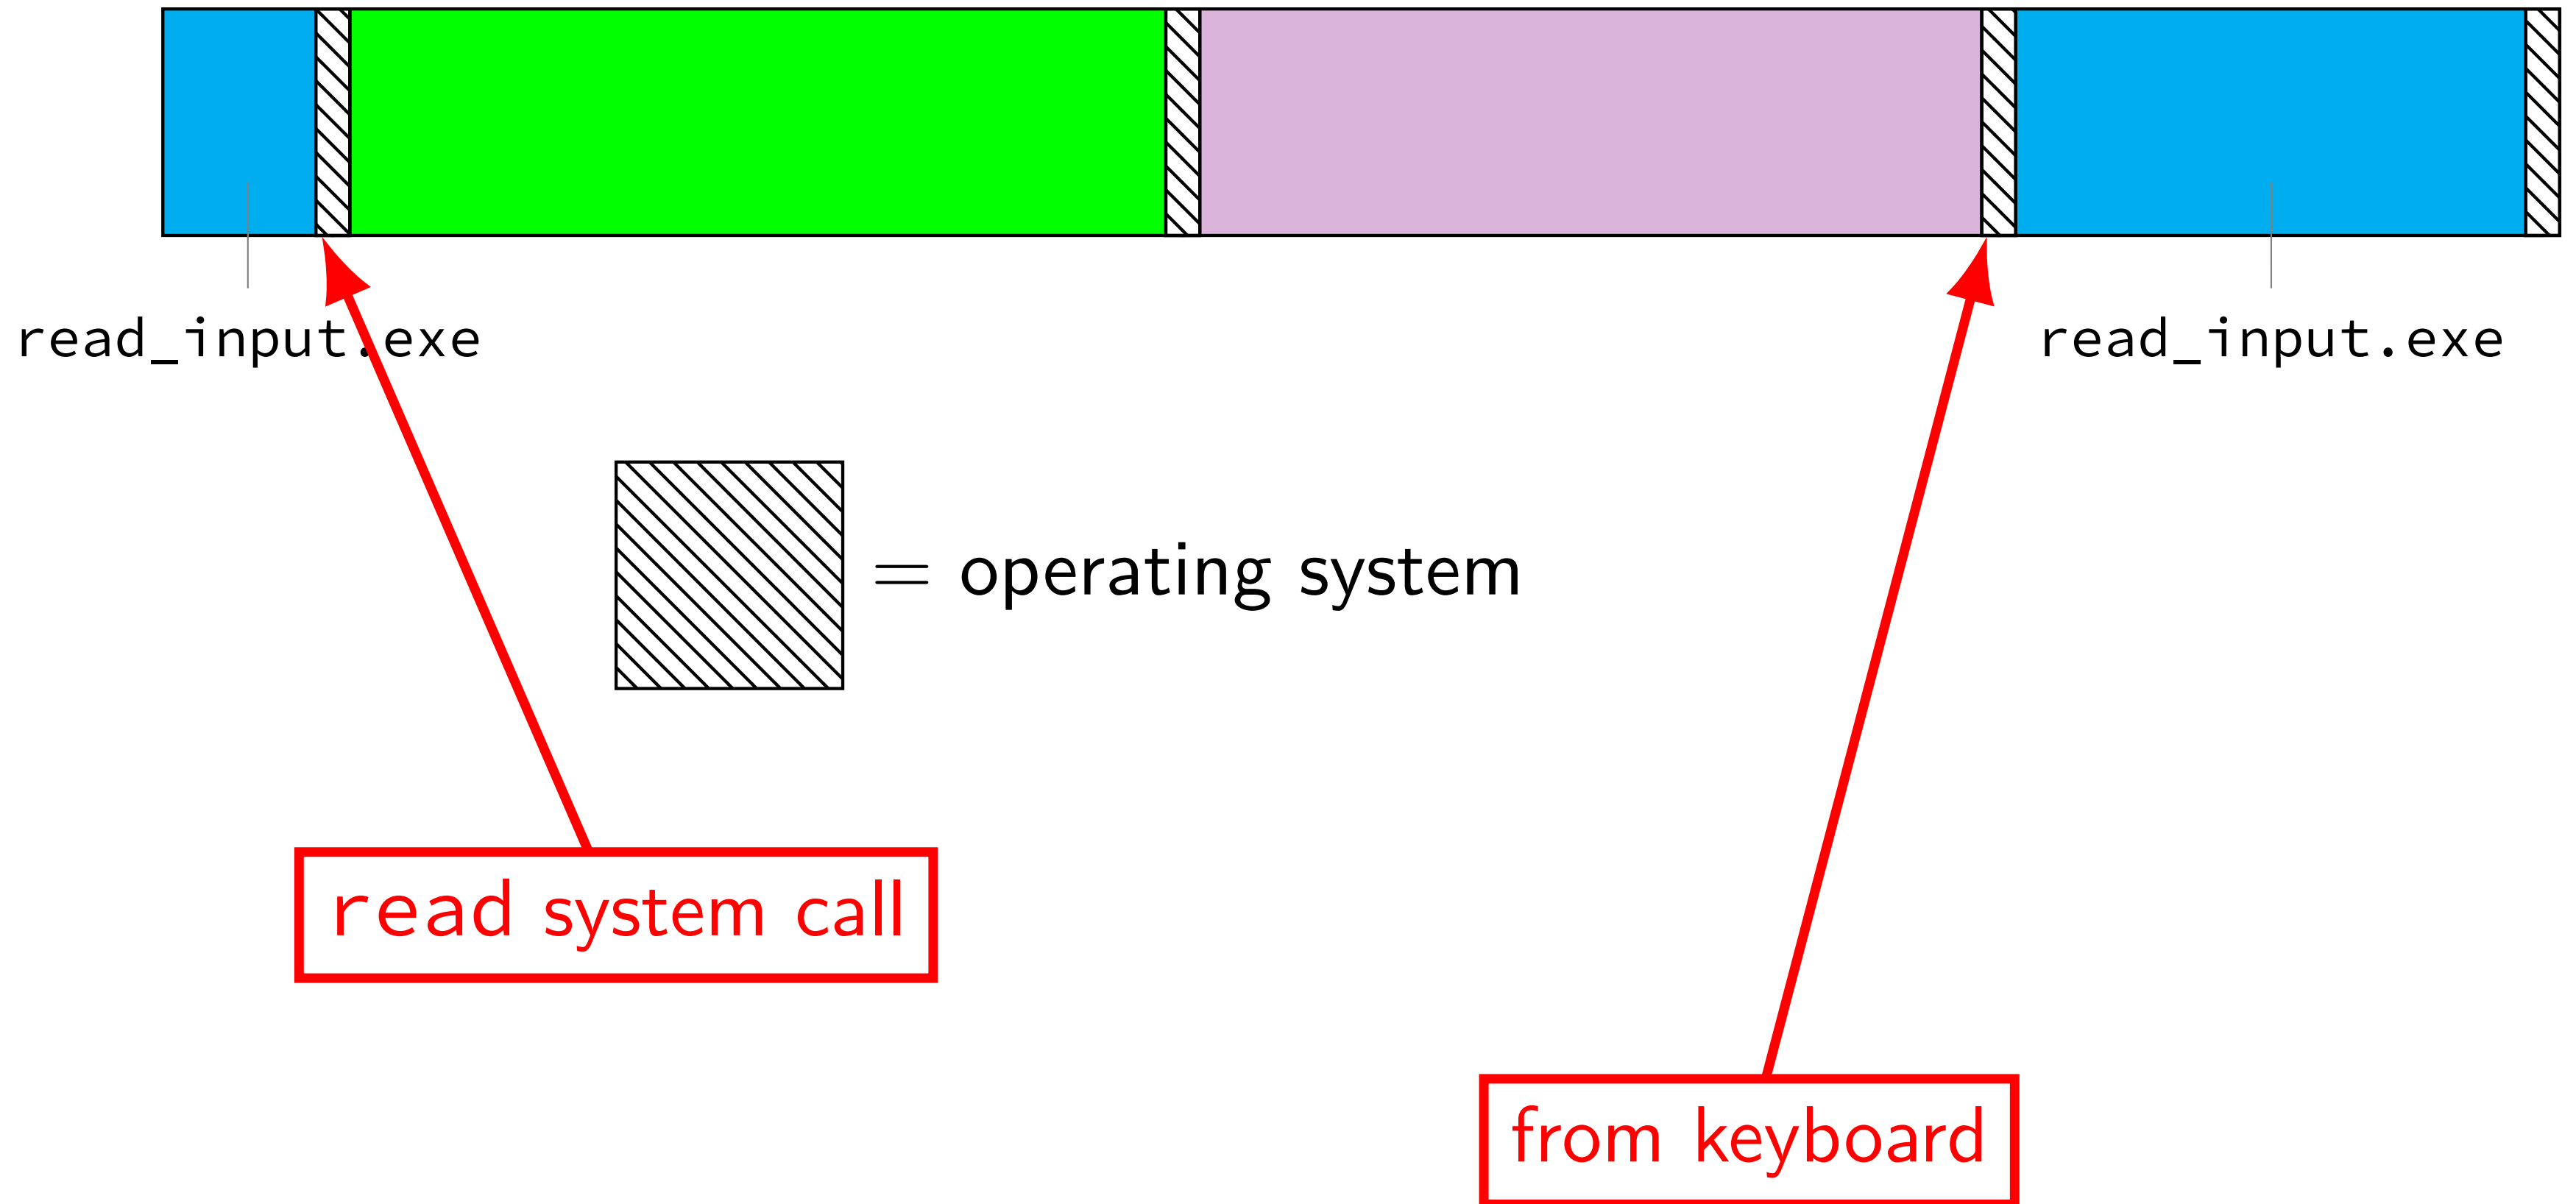 read_input.exe
read_input.exe
= operating system
read system call
from keyboard